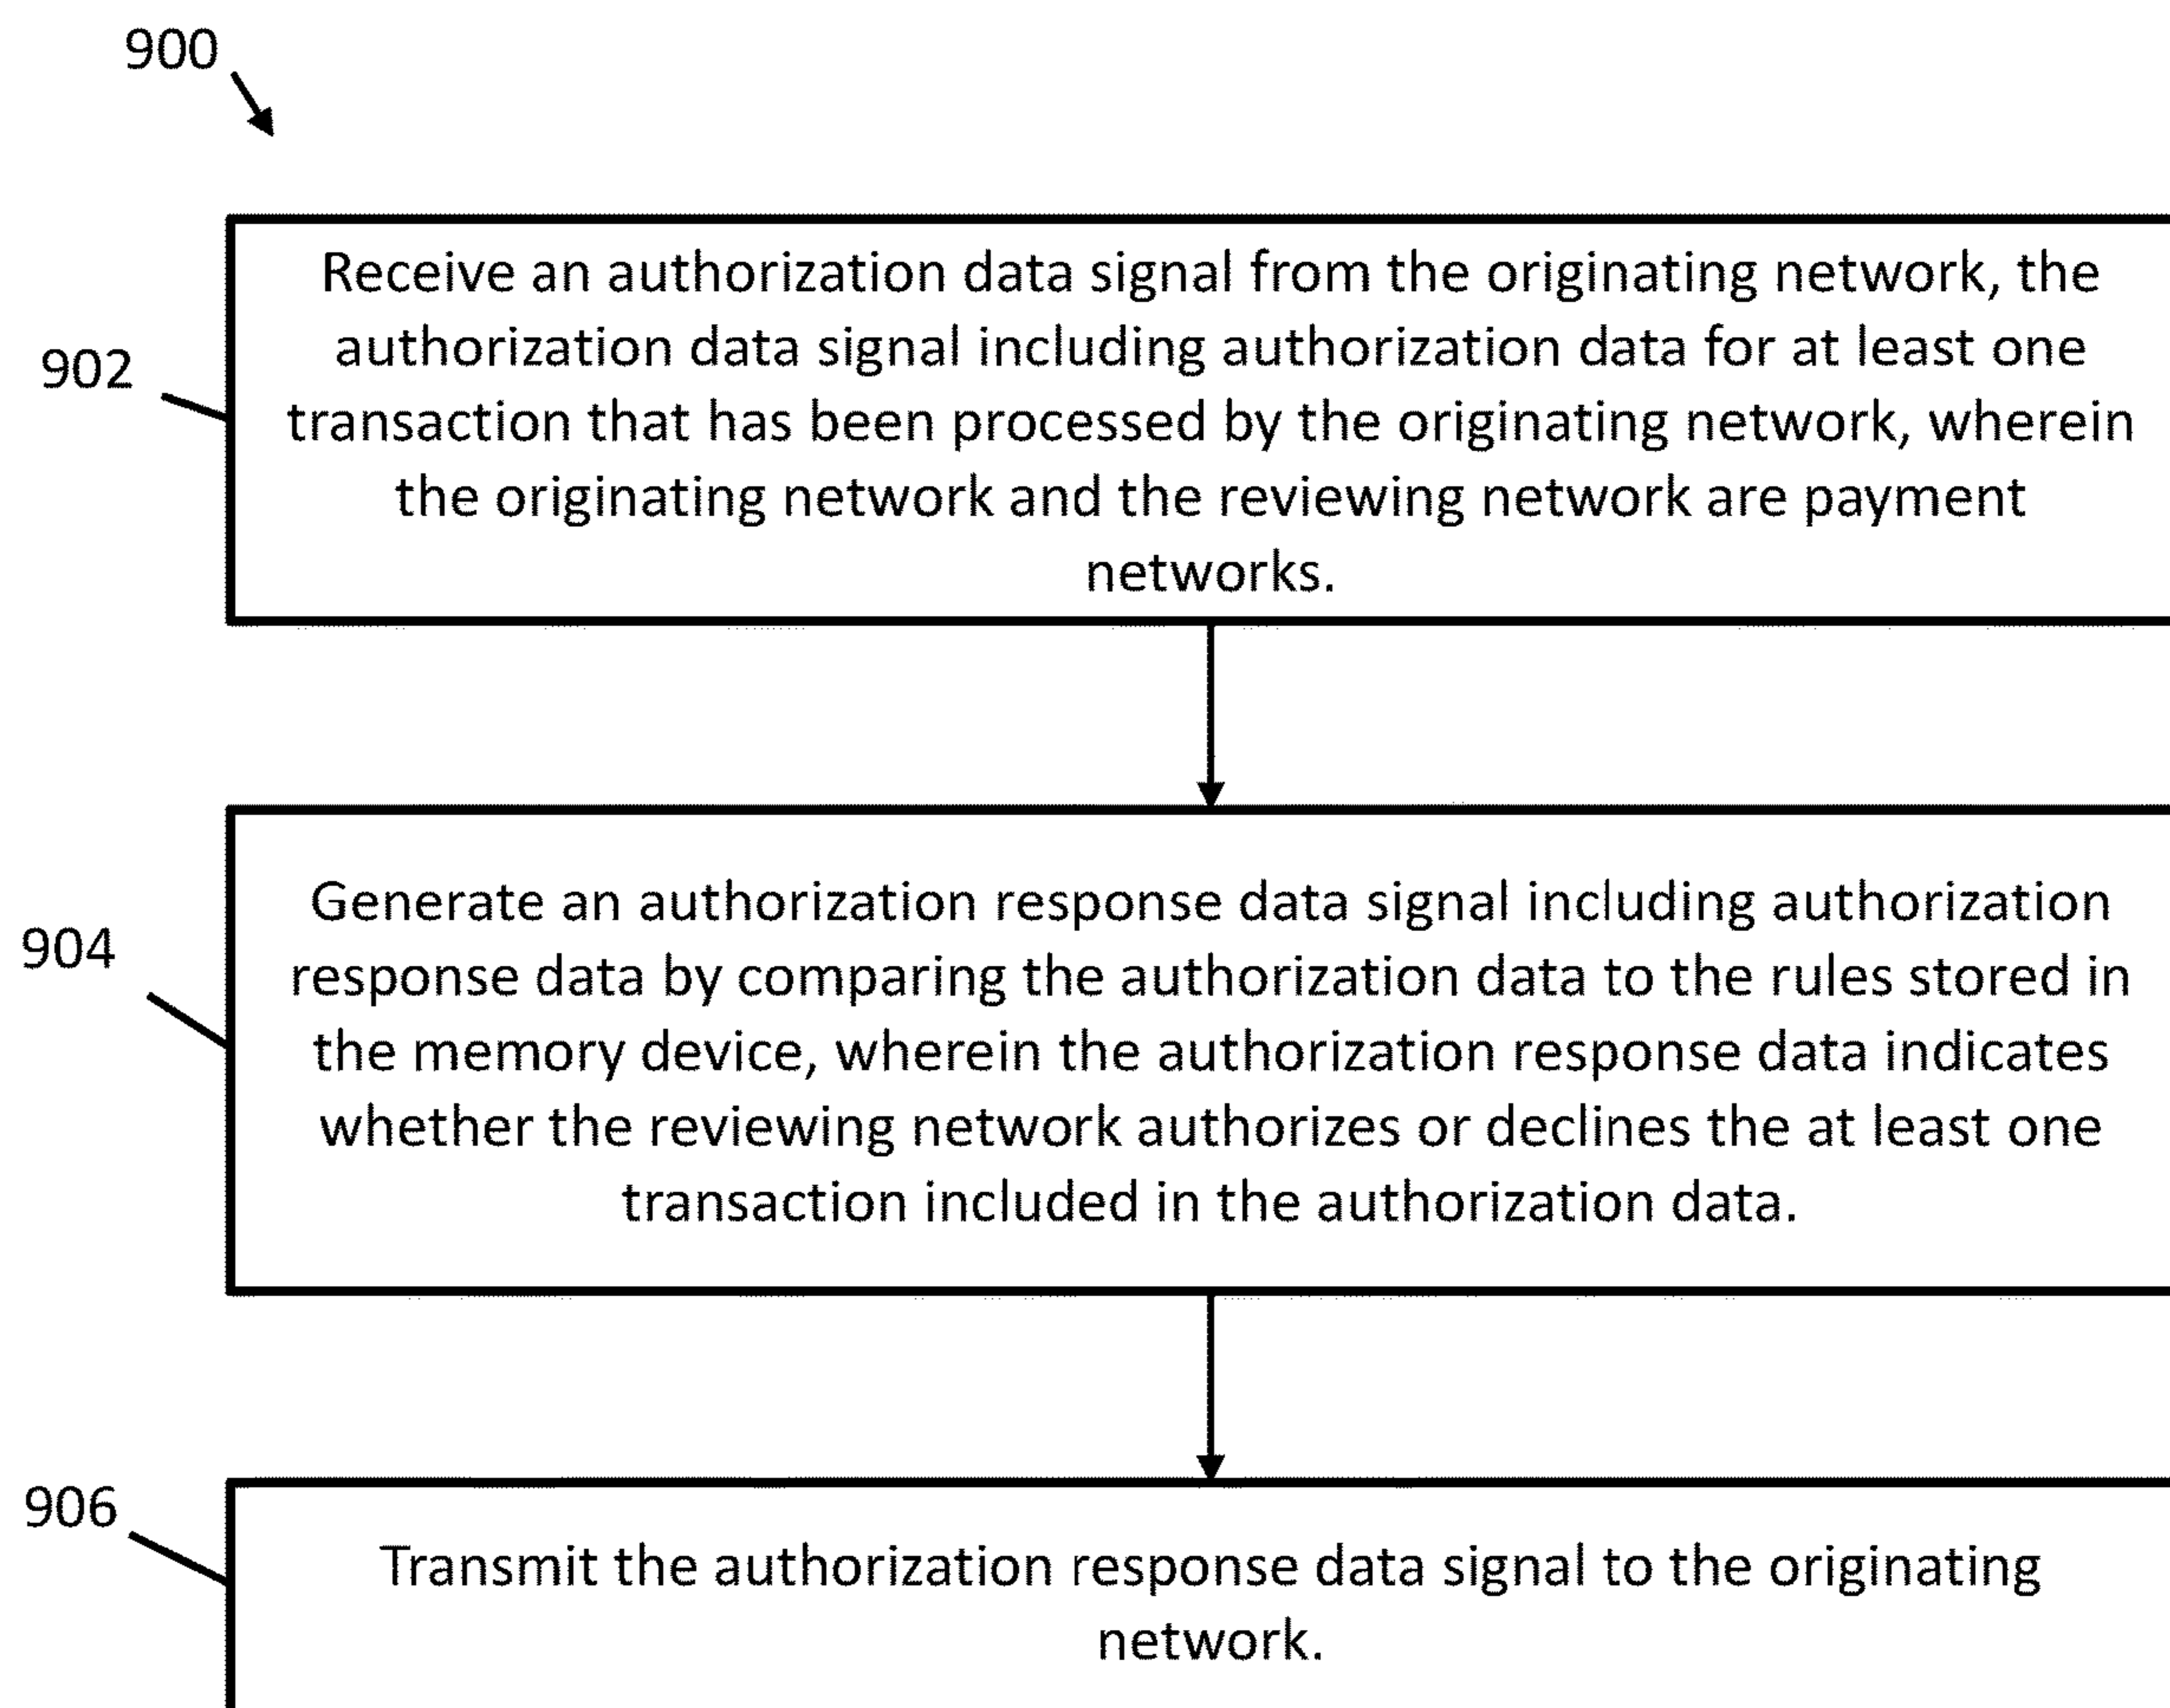 900
902
Receive an authorization data signal from the originating network, the
authorization data signal including authorization data for at least one
transaction that has been processed by the originating network, wherein
the originating network and the reviewing network are payment
networks.
904
Generate an authorization response data signal including authorization
response data by comparing the authorization data to the rules stored in
the memory device, wherein the authorization response data indicates
whether the reviewing network authorizes or declines the at least one
transaction included in the authorization data.
906
Transmit the authorization response data signal to the originating
network.